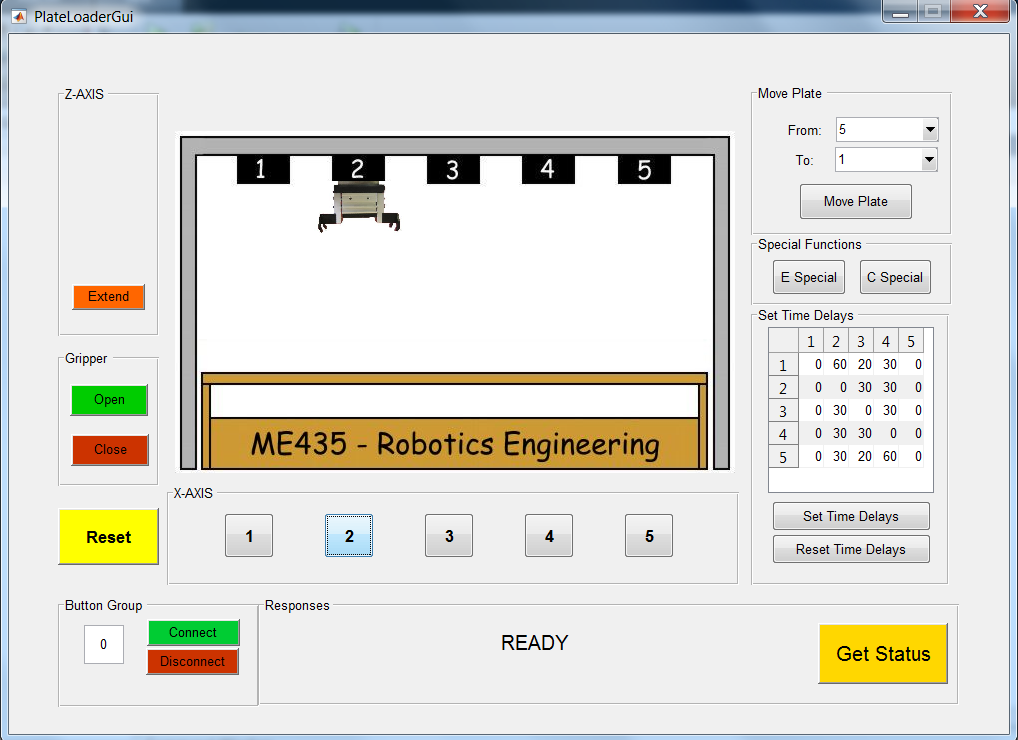 PlateLoaderGui
Z-AXIS
Extend
Gripper
Open
Close
Reset
1 2 3 4 5
ME435 - Robotics Engineering
X-AXIS
1 2 3 4 5
Move Plate
From: 5
To: 1
Move Plate
Special Functions
E Special C Special
Set Time Delays
1 2 3 4 5
1 0 60 20 30 0
2 0 0 30 30 0
3 0 30 0 30 0
4 0 30 30 0 0
5 0 30 20 60 0
Set Time Delays
Reset Time Delays
Button Group
0
Connect
Disconnect
Responses
READY
Get Status